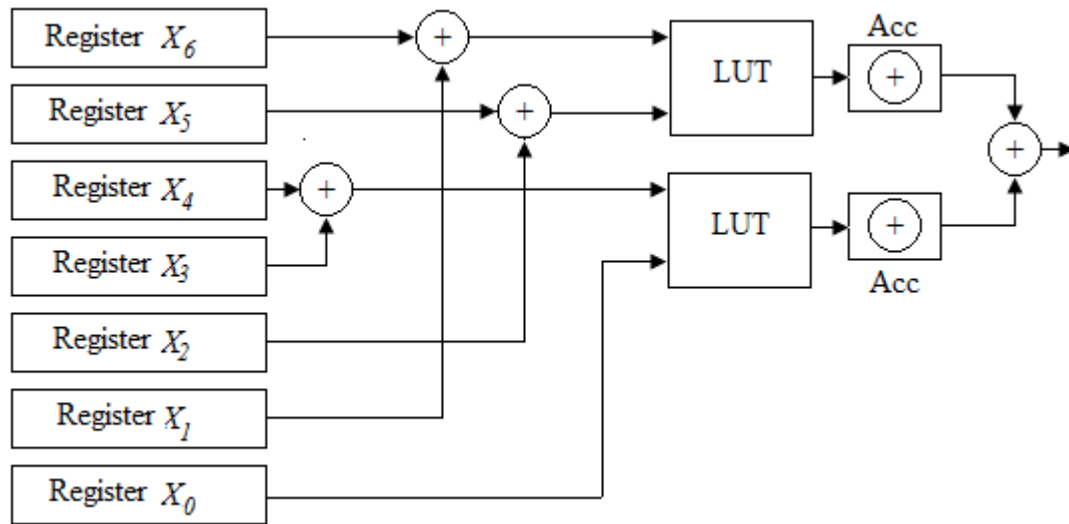 Register X₆
Register X₅
Register X₄
Register X₃
Register X₂
Register X₁
Register X₀
+
+
+
LUT
LUT
Acc
+
+
Acc
+